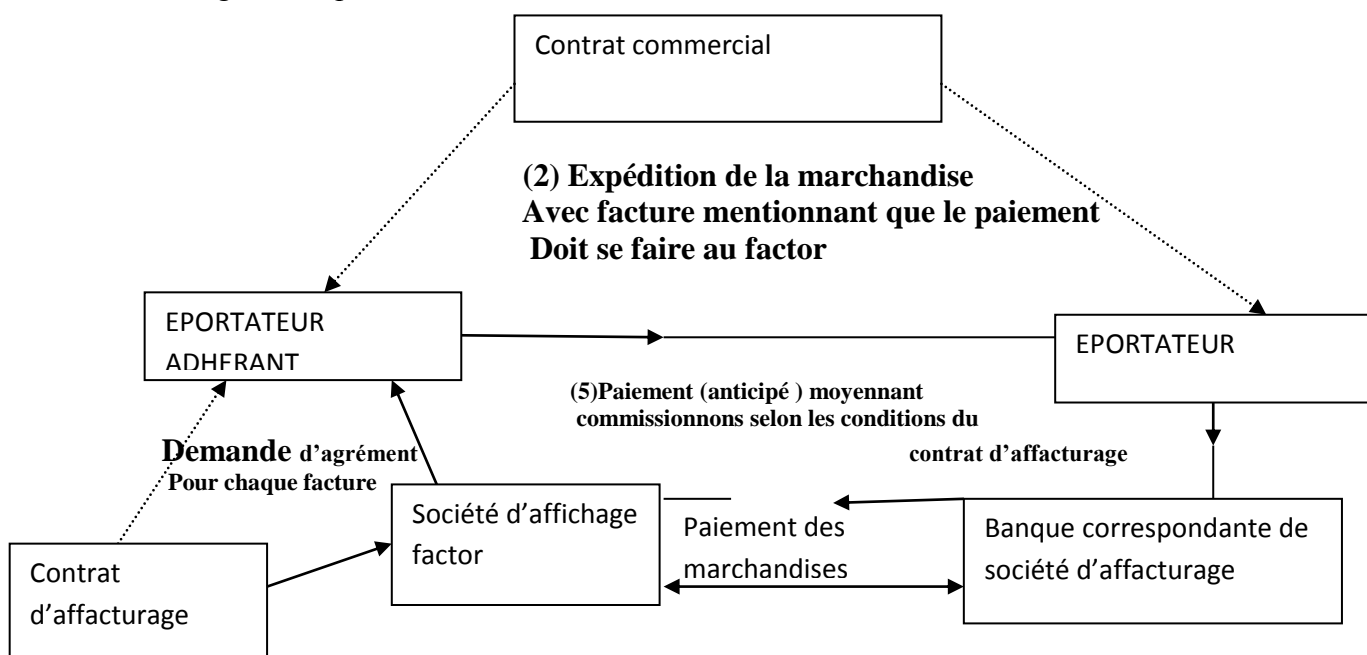 Contrat commercial
(2) Expédition de la marchandise
Avec facture mentionnant que le paiement
Doit se faire au factor
EPORTATEUR
ADHERANT
EPORTATEUR
(5)Paiement (anticipé ) moyennant
commissionnons selon les conditions du
contrat d’affacturage
Demande d’agrément
Pour chaque facture
Société d’affichage
factor
Paiement des
marchandises
Banque correspondante de
société d’affacturage
Contrat
d’affacturage